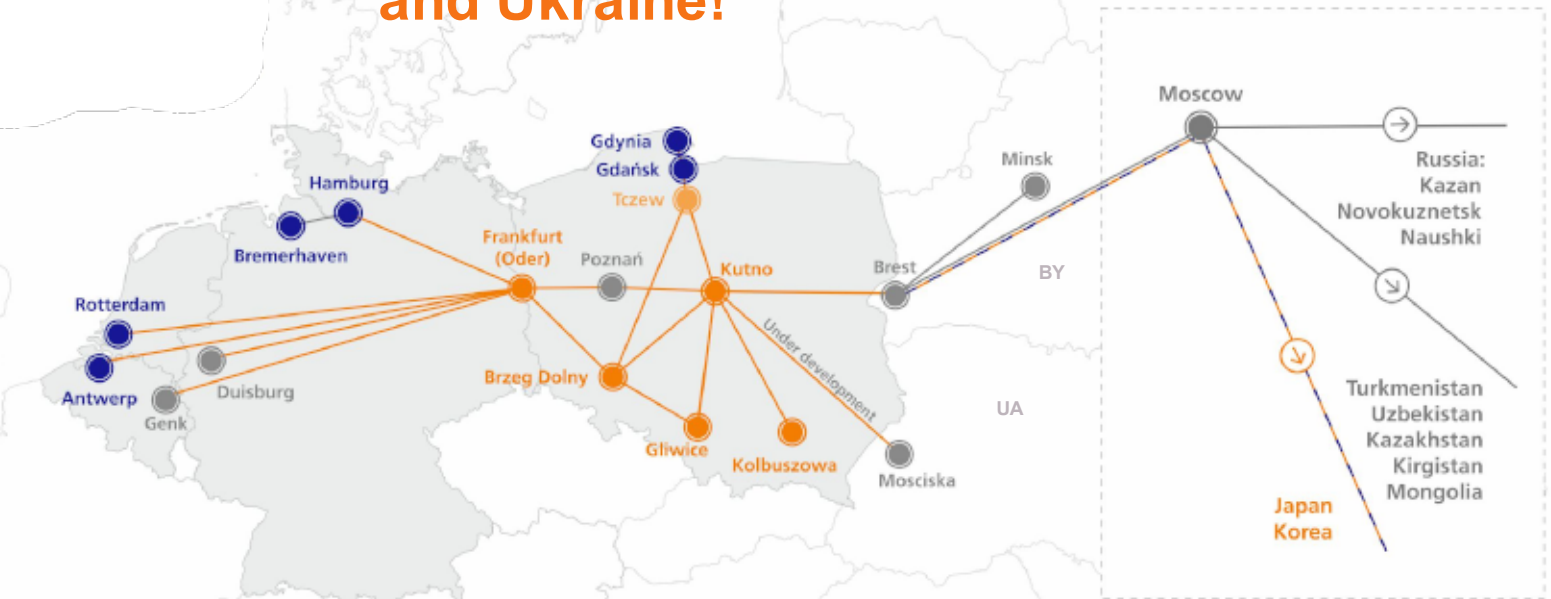 and Ukraine!
Moscow
Gdynia
Minsk
Gdańsk
Russia:
Kazan
Novokuznetsk
Naushki
Hamburg
Tczew
Bremerhaven
Frankfurt
(Oder)
Poznań
Kutno
Brest
BY
Rotterdam
Under development
Brzeg Dolny
Duisburg
Antwerp
Genk
UA
Turkmenistan
Uzbekistan
Kazakhstan
Kirgistan
Mongolia
Gliwice
Kolbuszowa
Mosciska
Japan
Korea